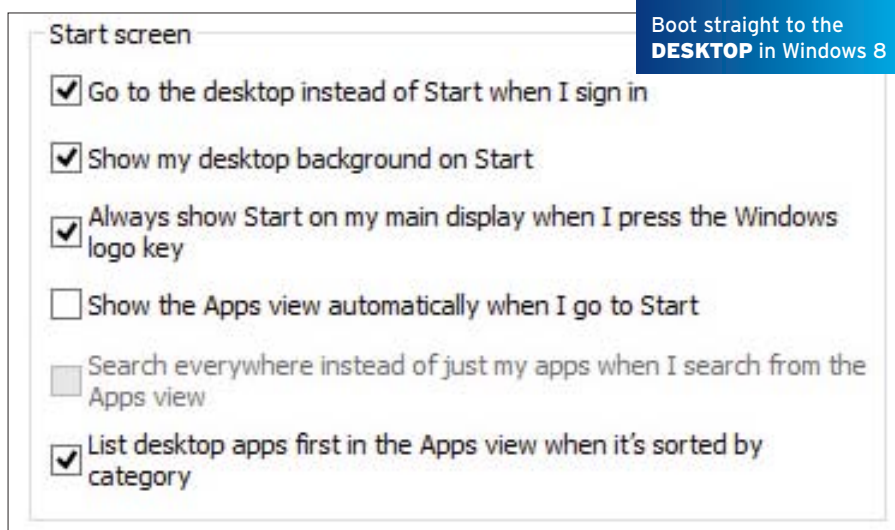 Boot straight to the
DESKTOP in Windows 8
Start screen
Go to the desktop instead of Start when I sign in
Show my desktop background on Start
Always show Start on my main display when I press the Windows
logo key
Show the Apps view automatically when I go to Start
Search everywhere instead of just my apps when I search from the
Apps view
List desktop apps first in the Apps view when it's sorted by
category